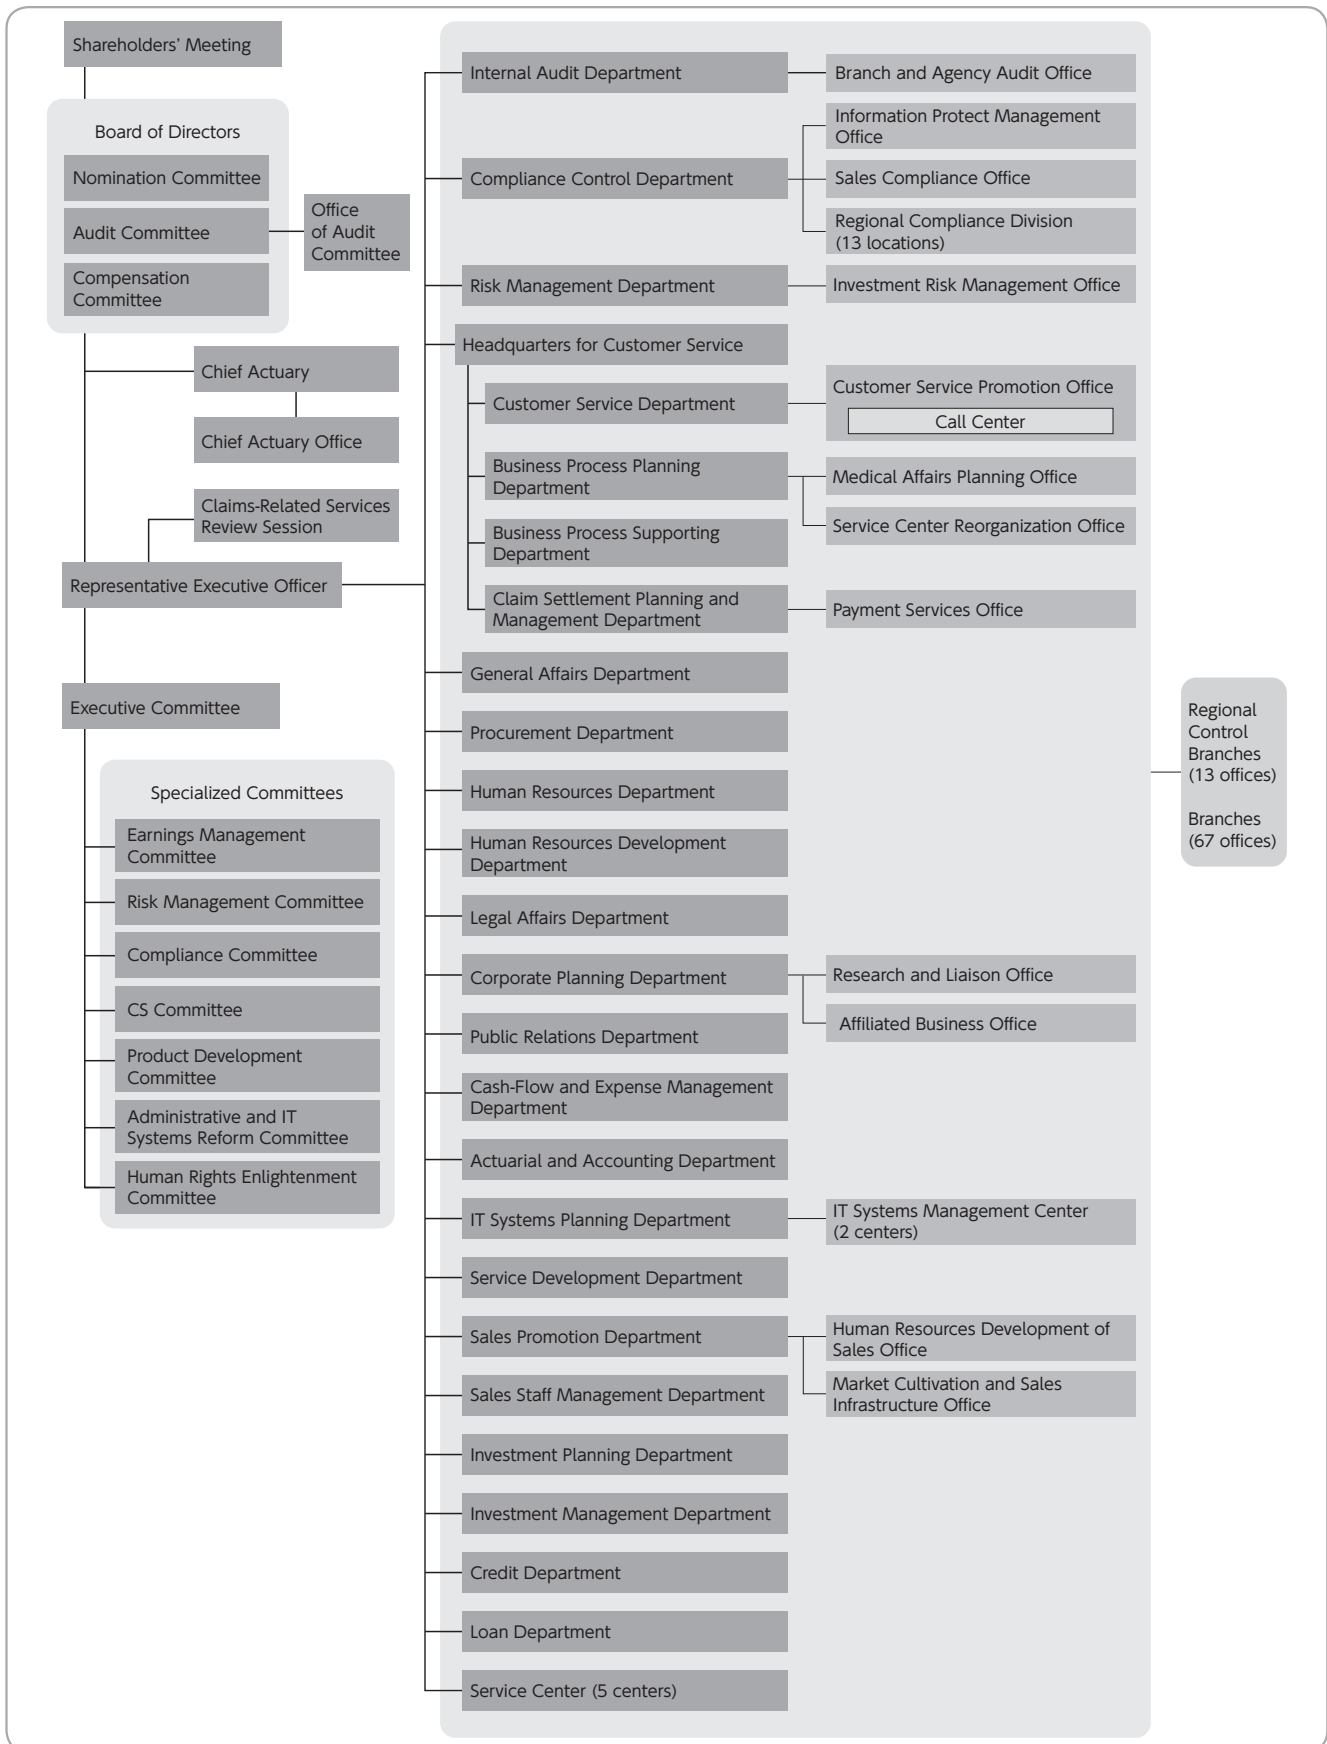 Shareholders' Meeting
Board of Directors
Nomination Committee
Audit Committee
Compensation
Committee
Office
of Audit
Committee
Chief Actuary
Chief Actuary Office
Claims-Related Services
Review Session
Representative Executive Officer
Executive Committee
Specialized Committees
Earnings Management
Committee
Risk Management Committee
Compliance Committee
CS Committee
Product Development
Committee
Administrative and IT
Systems Reform Committee
Human Rights Enlightenment
Committee
Internal Audit Department
Branch and Agency Audit Office
Compliance Control Department
Information Protect Management
Office
Sales Compliance Office
Regional Compliance Division
(13 locations)
Risk Management Department
Investment Risk Management Office
Headquarters for Customer Service
Customer Service Department
Customer Service Promotion Office
Call Center
Business Process Planning
Department
Medical Affairs Planning Office
Service Center Reorganization Office
Business Process Supporting
Department
Claim Settlement Planning and
Management Department
Payment Services Office
General Affairs Department
Procurement Department
Human Resources Department
Human Resources Development
Department
Legal Affairs Department
Corporate Planning Department
Research and Liaison Office
Affiliated Business Office
Public Relations Department
Cash-Flow and Expense Management
Department
Actuarial and Accounting Department
IT Systems Planning Department
IT Systems Management Center
(2 centers)
Service Development Department
Sales Promotion Department
Human Resources Development of
Sales Office
Market Cultivation and Sales
Infrastructure Office
Sales Staff Management Department
Investment Planning Department
Investment Management Department
Credit Department
Loan Department
Service Center (5 centers)
Regional
Control
Branches
(13 offices)
Branches
(67 offices)